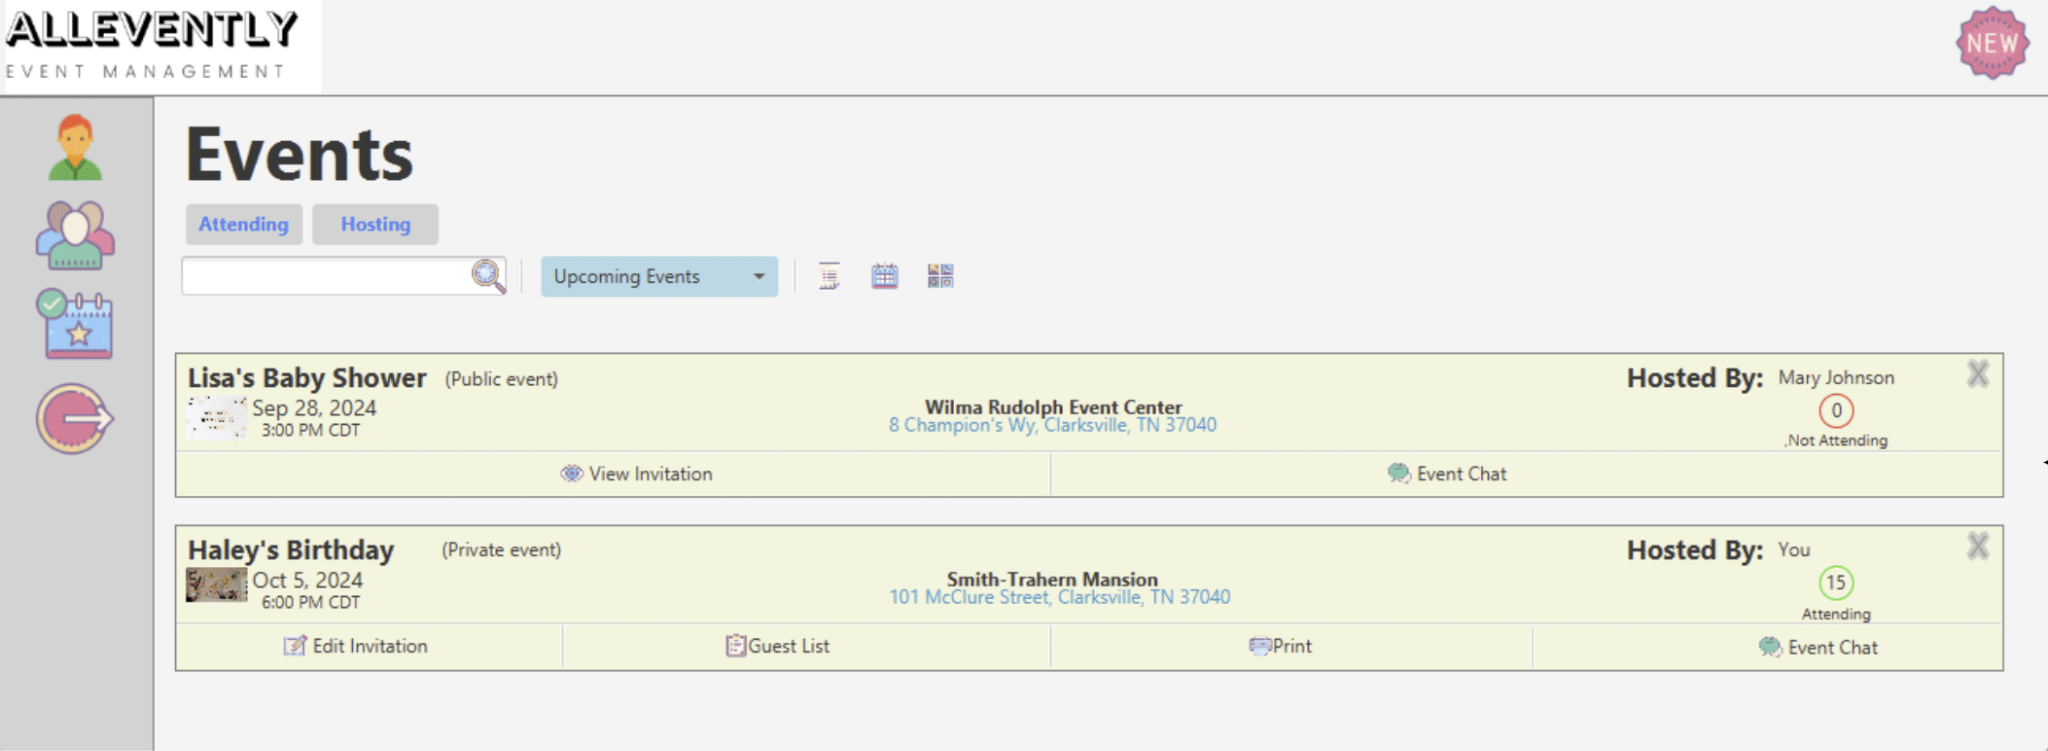 ALLEVENTLY
EVENT MANAGEMENT
NEW
Events
Attending Hosting
Upcoming Events
Lisa's Baby Shower (Public event) Hosted By: Mary Johnson X
Sep 28, 2024 Wilma Rudolph Event Center 0
3:00 PM CDT 8 Champion's Wy, Clarksville, TN 37040 ,Not Attending
View Invitation Event Chat
Haley's Birthday (Private event) Hosted By: You X
Oct 5, 2024 Smith-Trahern Mansion 15
6:00 PM CDT 101 McClure Street, Clarksville, TN 37040 Attending
Edit Invitation Guest List Print Event Chat